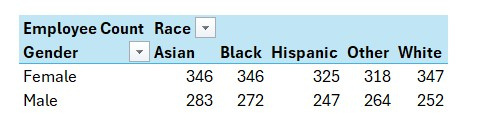 Employee Count Race
Gender Asian Black Hispanic Other White
Female 346 346 325 318 347
Male 283 272 247 264 252